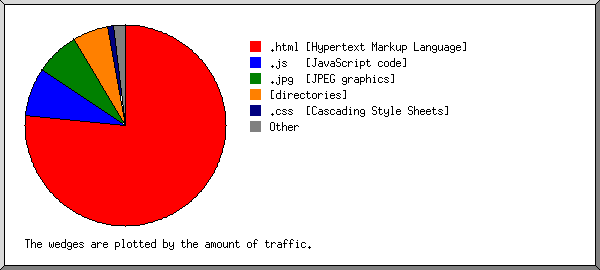 .html [Hypertext Markup Language]
.js [JavaScript code]
.jpg [JPEG graphics]
[directories]
.css [Cascading Style Sheets]
Other
The wedges are plotted by the amount of traffic.